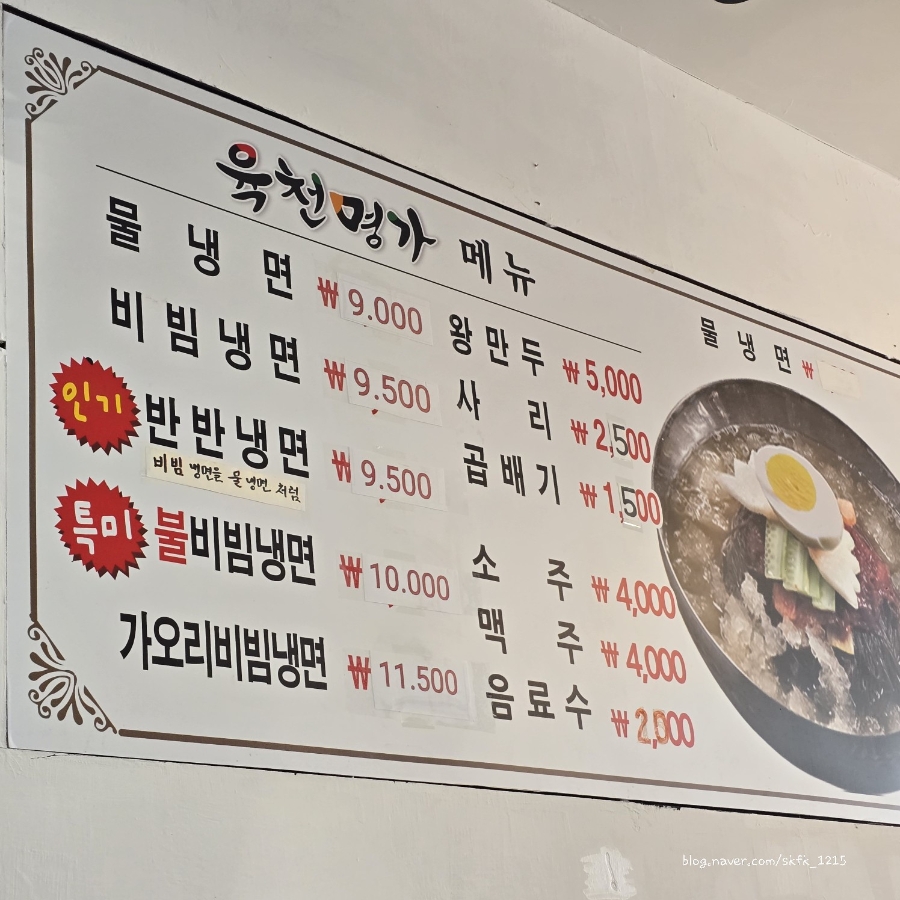 육천명가 메뉴
물냉면 ₩9.000
비빔냉면 ₩9.500
인기 반반냉면 ₩9.500
비빔 냉면을 물 냉면 처럼
특미 불비빔냉면 ₩10.000
가오리비빔냉면 ₩11.500
왕만두 ₩5,000
사리 ₩2,500
곱배기 ₩1,500
소주 ₩4,000
맥주 ₩4,000
음료수 ₩2,000
물냉면 ₩
blog.naver.com/skfk_1215